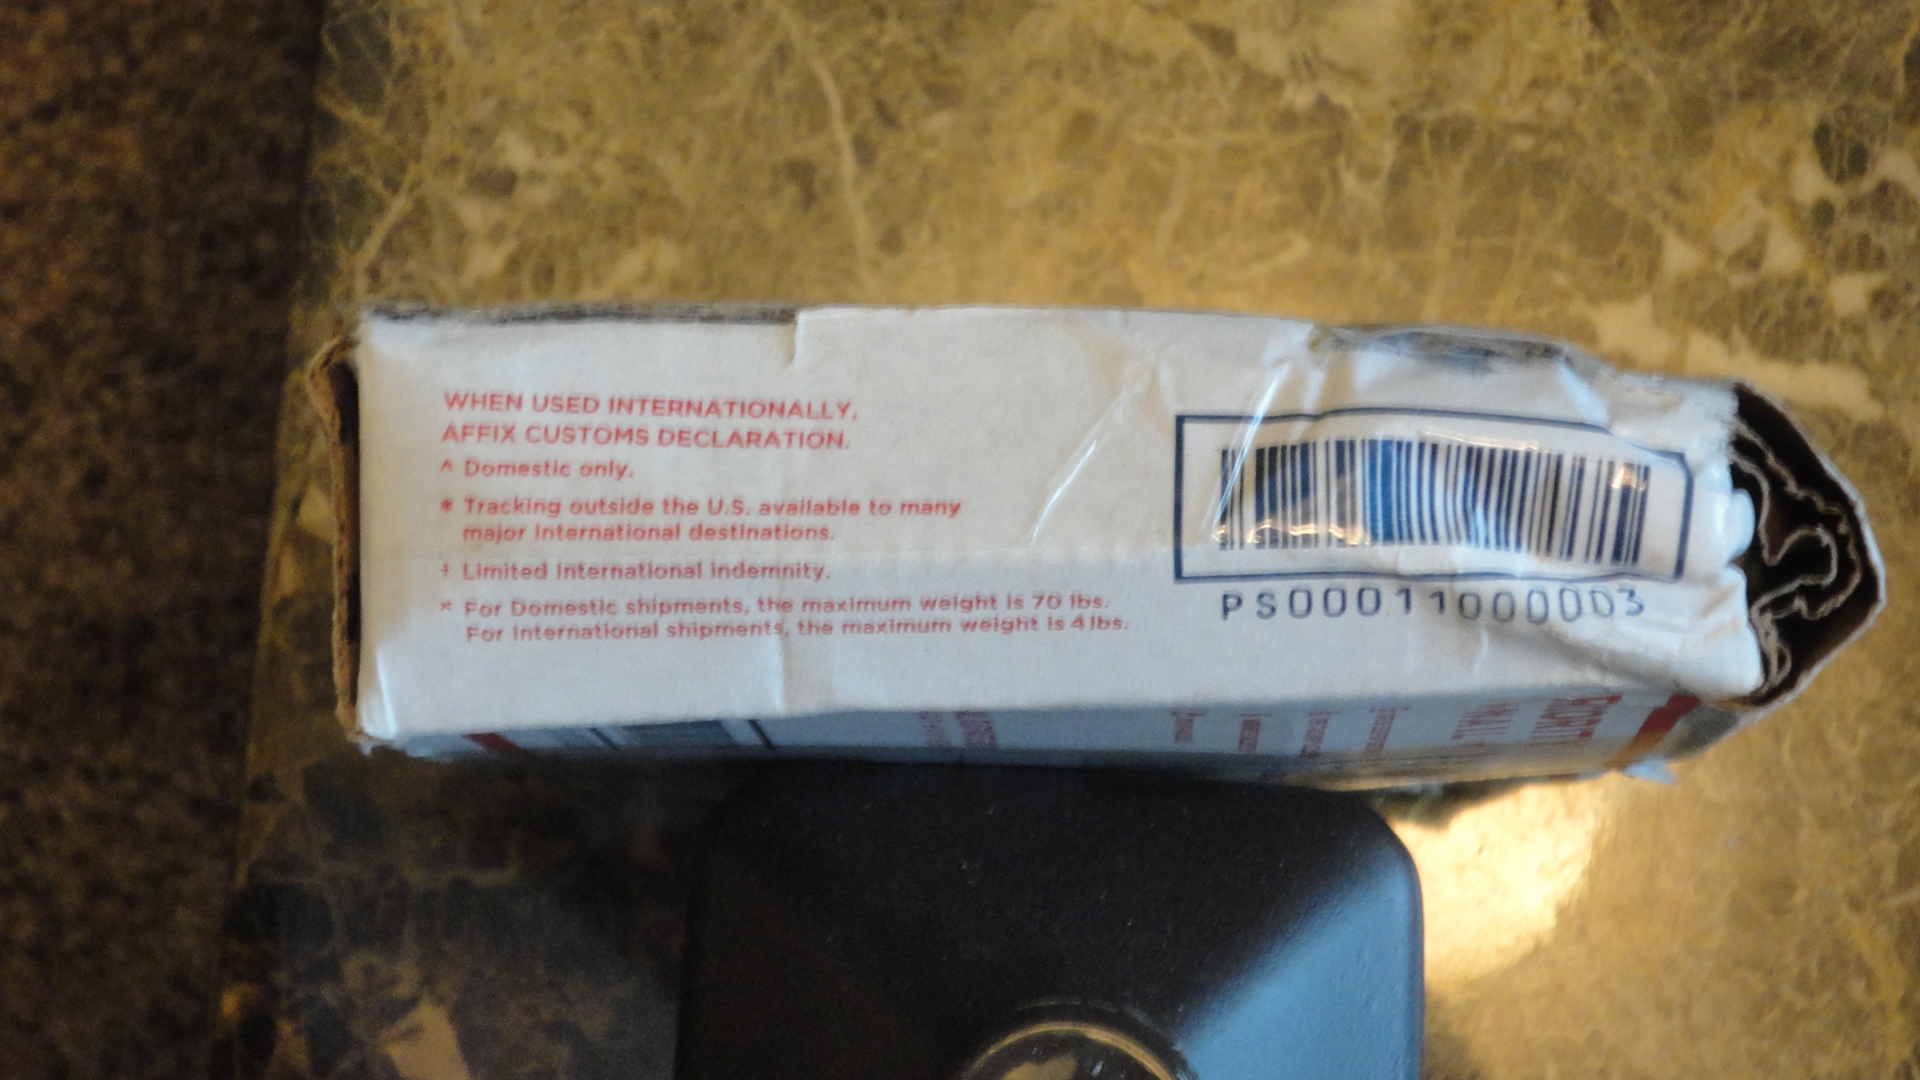 WHEN USED INTERNATIONALLY,
AFFIX CUSTOMS DECLARATION.
^ Domestic only.
* Tracking outside the U.S. available to many
major International destinations.
‡ Limited International indemnity.
× For Domestic shipments, the maximum weight is 70 lbs.
For International shipments, the maximum weight is 4 lbs.
PS00011000003